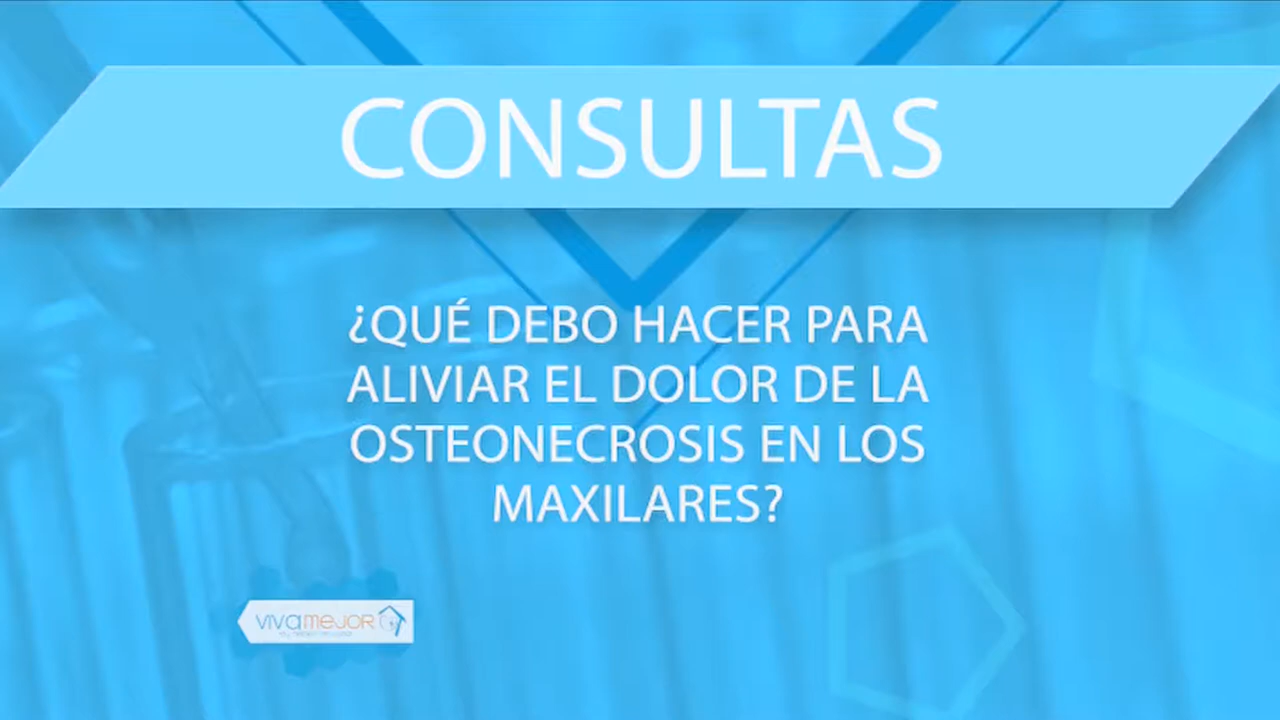 CONSULTAS
¿QUÉ DEBO HACER PARA
ALIVIAR EL DOLOR DE LA
OSTEONECROSIS EN LOS
MAXILARES?
VIVAMEJOR